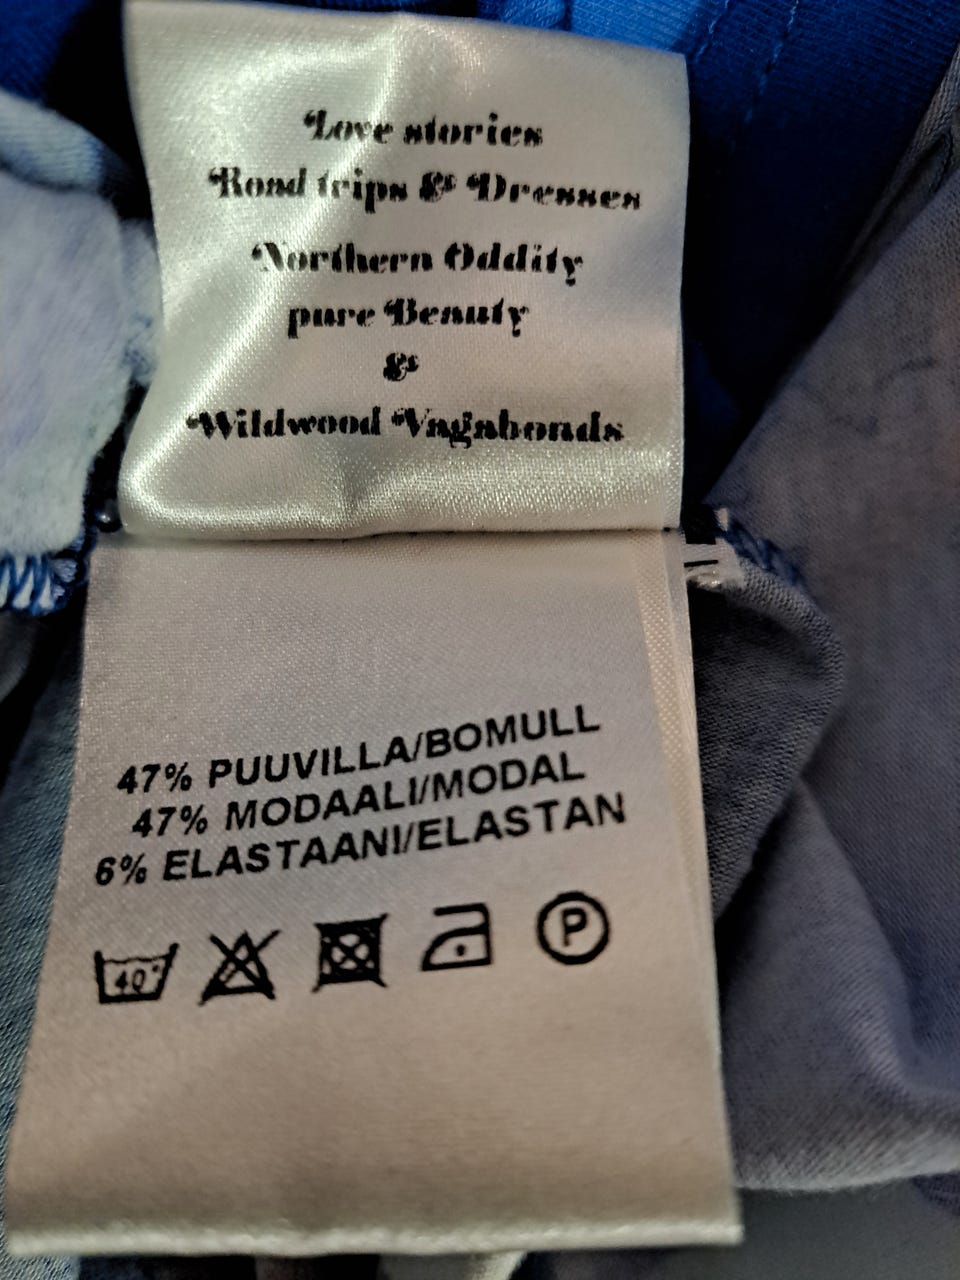 Love stories
Road trips & Dresses
Northern Oddity
pure Beauty
&
Wildwood Vagabonds
47% PUUVILLA/BOMULL
47% MODAALI/MODAL
6% ELASTAANI/ELASTAN
40° P